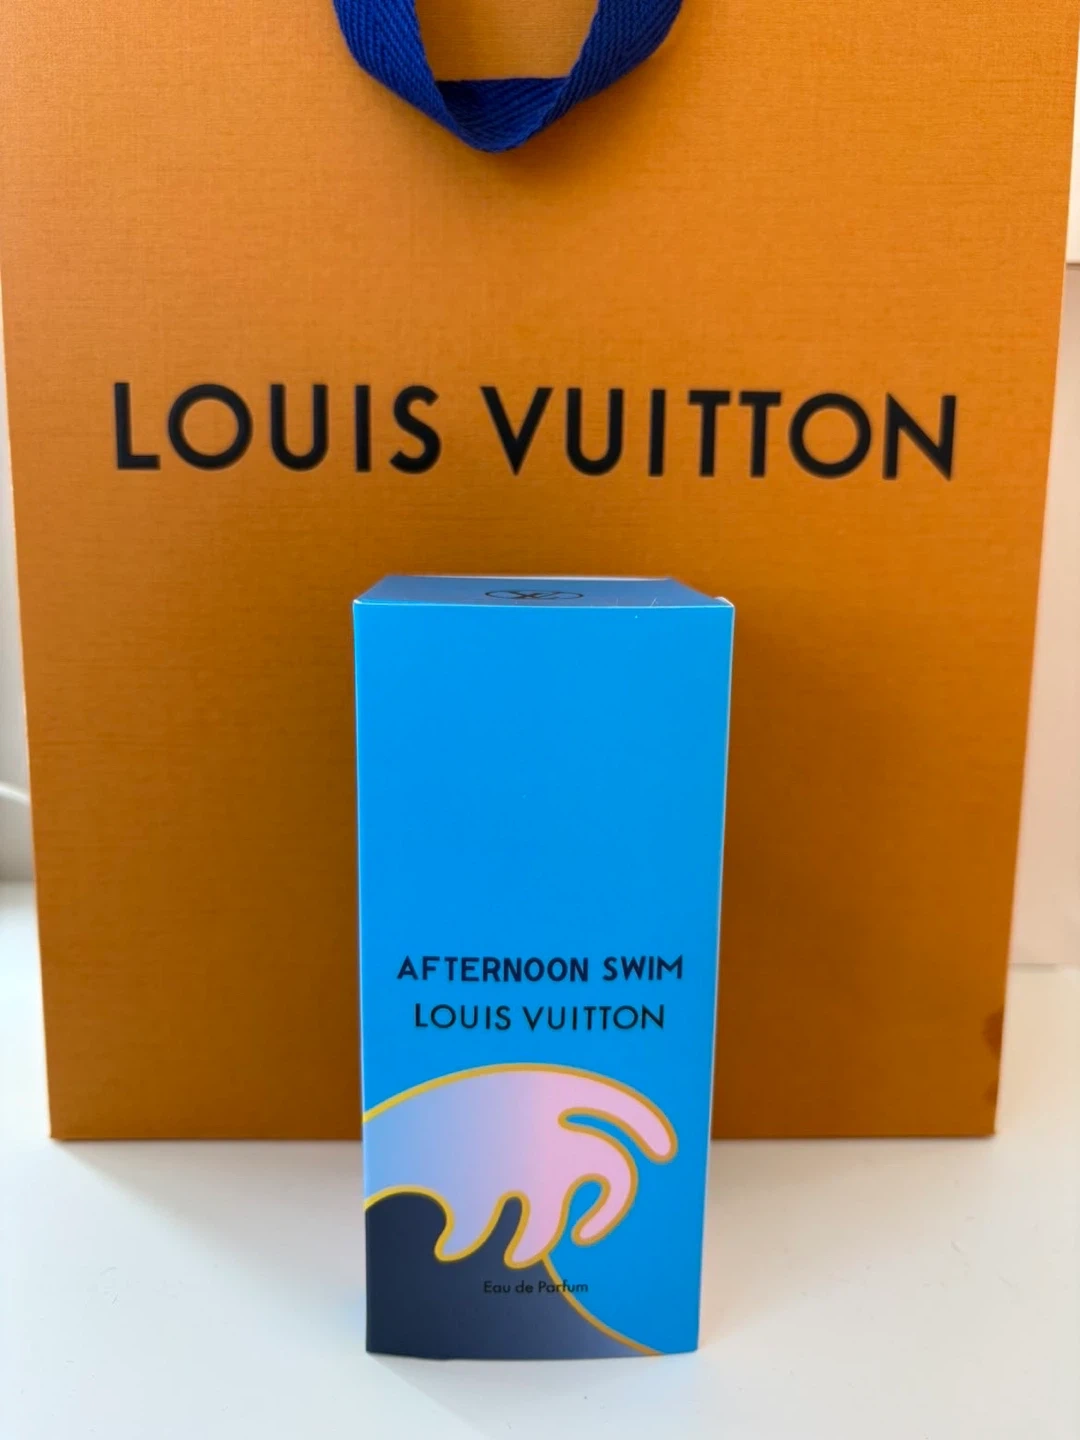 LOUIS VUITTON
AFTERNOON SWIM
LOUIS VUITTON
Eau de Parfum